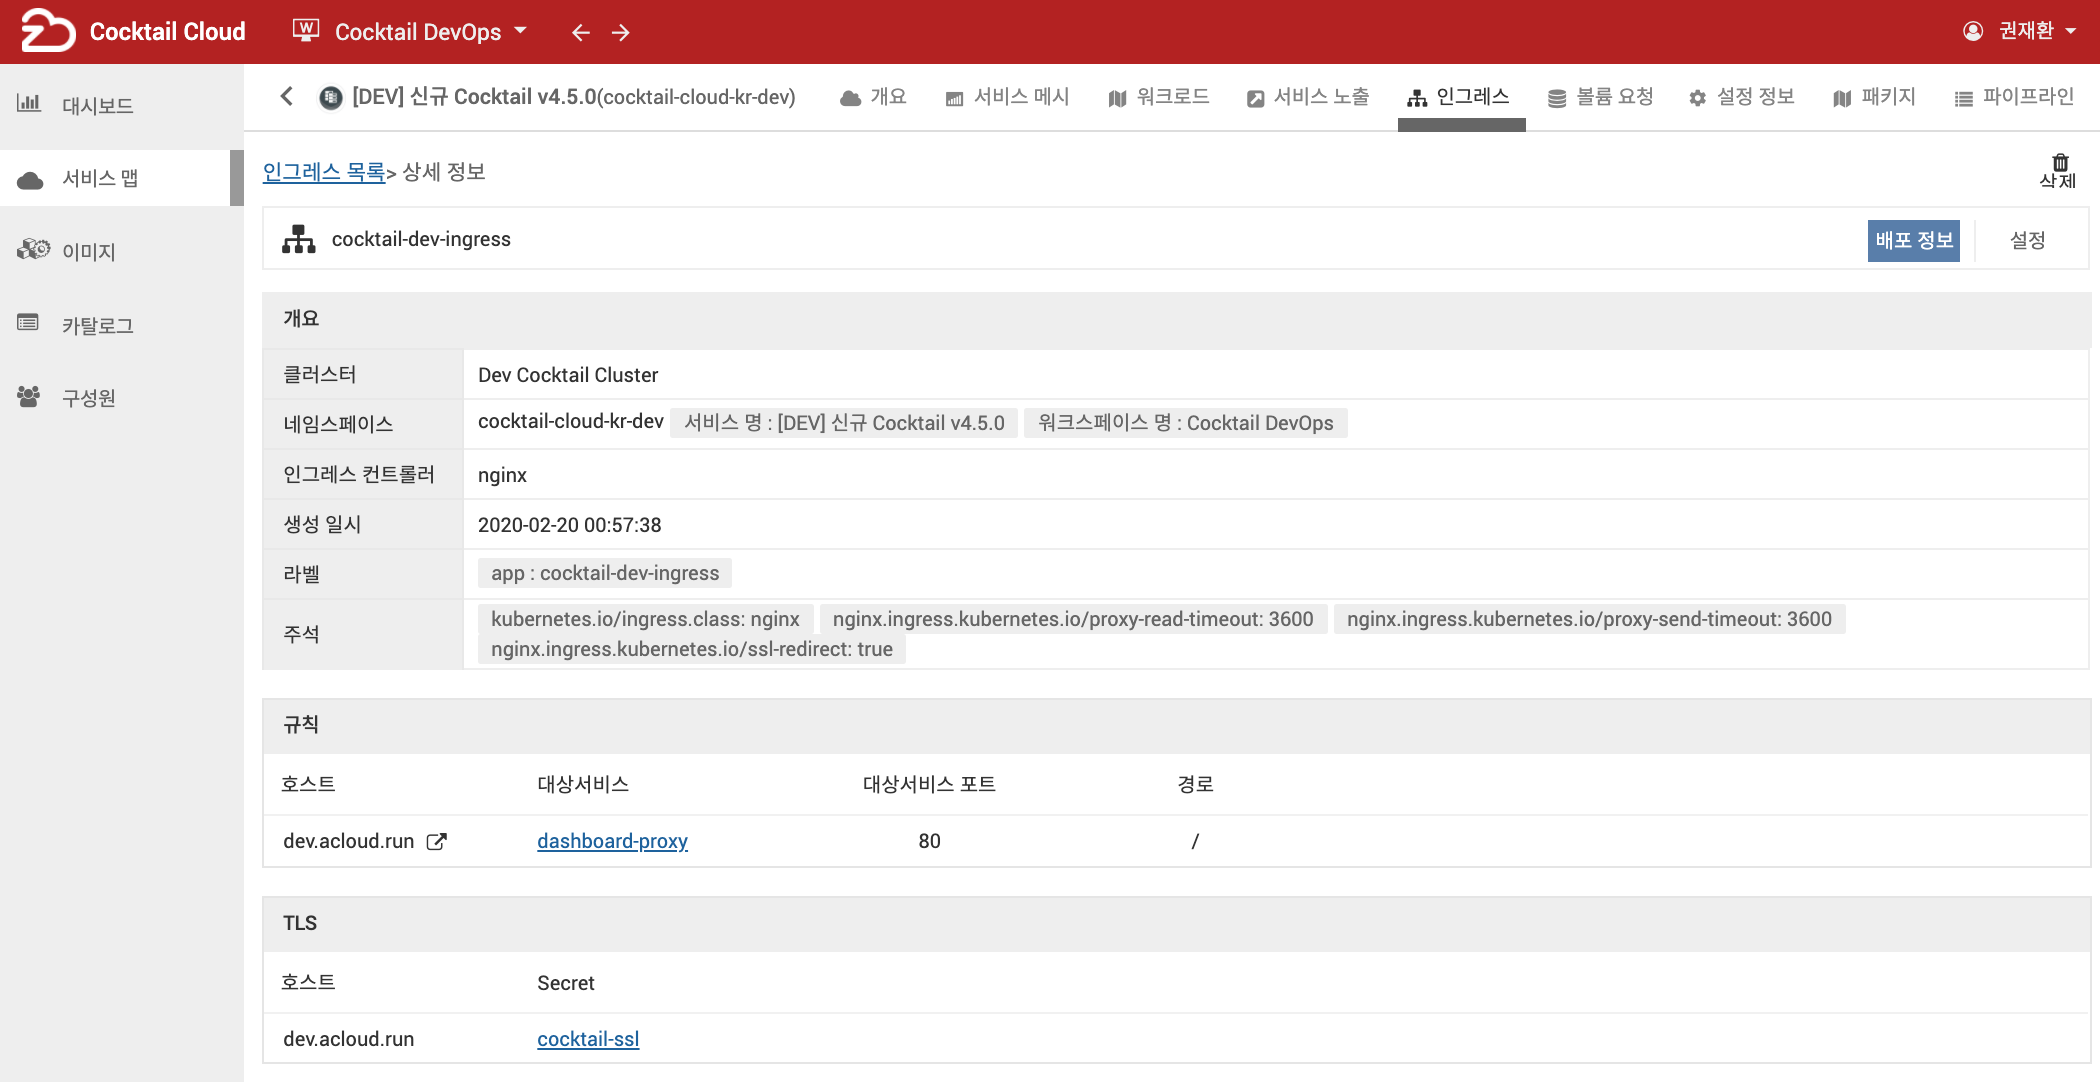 Cocktail Cloud
Cocktail DevOps
권재환
대시보드
서비스 맵
이미지
카탈로그
구성원
[DEV] 신규 Cocktail v4.5.0(cocktail-cloud-kr-dev)
개요
서비스 메시
워크로드
서비스 노출
인그레스
볼륨 요청
설정 정보
패키지
파이프라인
인그레스 목록> 상세 정보
삭제
cocktail-dev-ingress
배포 정보
설정
개요
클러스터 Dev Cocktail Cluster
네임스페이스 cocktail-cloud-kr-dev 서비스 명 : [DEV] 신규 Cocktail v4.5.0 워크스페이스 명 : Cocktail DevOps
인그레스 컨트롤러 nginx
생성 일시 2020-02-20 00:57:38
라벨 app : cocktail-dev-ingress
주석 kubernetes.io/ingress.class: nginx nginx.ingress.kubernetes.io/proxy-read-timeout: 3600 nginx.ingress.kubernetes.io/proxy-send-timeout: 3600
nginx.ingress.kubernetes.io/ssl-redirect: true
규칙
호스트 대상서비스 대상서비스 포트 경로
dev.acloud.run dashboard-proxy 80 /
TLS
호스트 Secret
dev.acloud.run cocktail-ssl